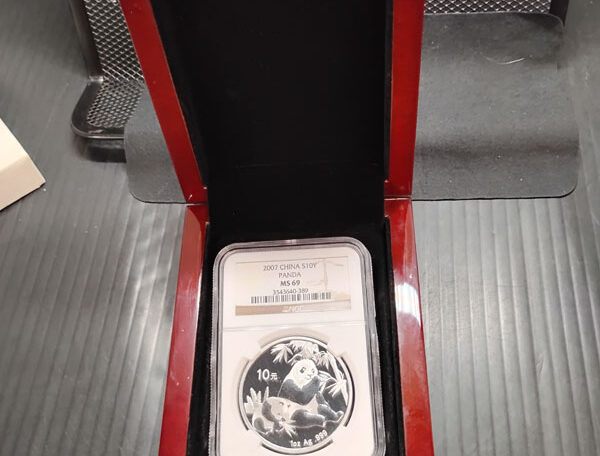 2007 CHINA S10Y
PANDA
MS 69
3543640-389
10元
1oz Ag .999